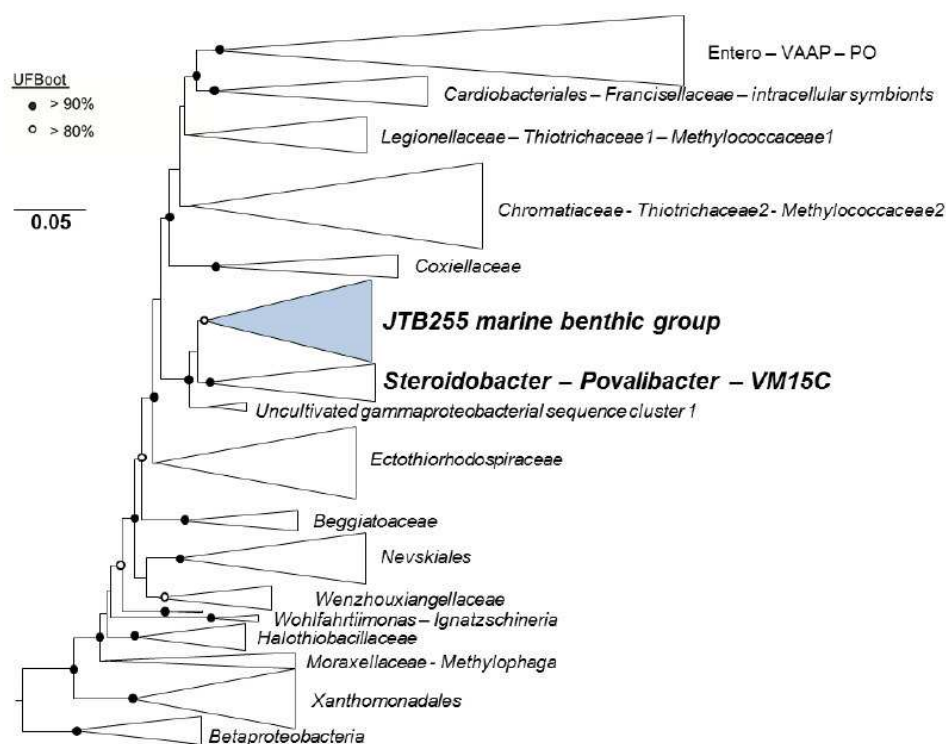 Entero – VAAP – PO
UFBoot
> 90%
> 80%
Cardiobacteriales – Francisellaceae – intracellular symbionts
Legionellaceae – Thiotrichaceae1 – Methylococcaceae1
0.05
Chromatiaceae - Thiotrichaceae2 - Methylococcaceae2
Coxiellaceae
JTB255 marine benthic group
Steroidobacter – Povalibacter – VM15C
Uncultivated gammaproteobacterial sequence cluster 1
Ectothiorhodospiraceae
Beggiatoaceae
Nevskiales
Wenzhouxiangellaceae
Wohlfahrtiimonas – Ignatzschineria
Halothiobacillaceae
Moraxellaceae - Methylophaga
Xanthomonadales
Betaproteobacteria